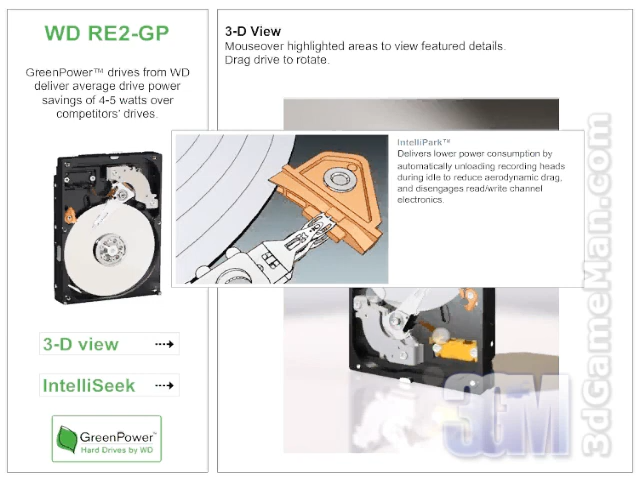 WD RE2-GP
GreenPower™ drives from WD
deliver average drive power
savings of 4-5 watts over
competitors' drives.
3-D view
IntelliSeek
GreenPower™
Hard Drives by WD
3-D View
Mouseover highlighted areas to view featured details.
Drag drive to rotate.
IntelliPark™
Delivers lower power consumption by
automatically unloading recording heads
during idle to reduce aerodynamic drag,
and disengages read/write channel
electronics.
3GM
3dGameMan.com